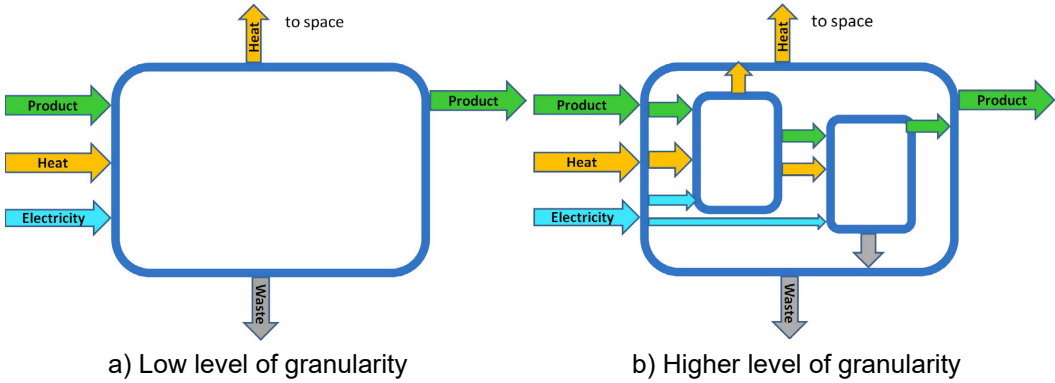 Heat
to space
Product
Product
Heat
Electricity
Waste
a) Low level of granularity
Heat
to space
Product
Product
Heat
Electricity
Waste
b) Higher level of granularity